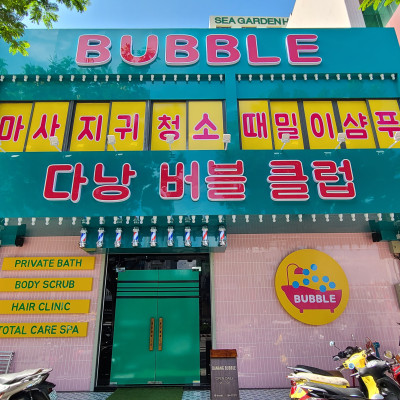 SEA GARDEN H
BUBBLE
마사지귀청소때밀이샴푸
다낭 버블 클럽
PRIVATE BATH
BODY SCRUB
HAIR CLINIC
TOTAL CARE SPA
BUBBLE